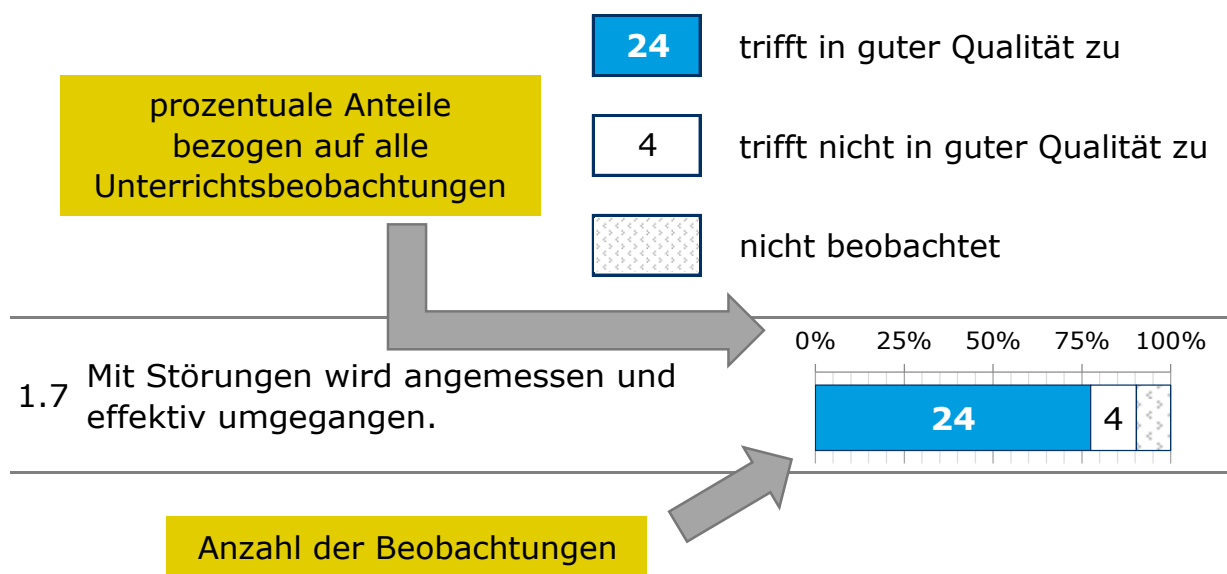 24 trifft in guter Qualität zu
prozentuale Anteile
bezogen auf alle
Unterrichtsbeobachtungen
4 trifft nicht in guter Qualität zu
nicht beobachtet
0% 25% 50% 75% 100%
1.7 Mit Störungen wird angemessen und
effektiv umgegangen.
24 4
Anzahl der Beobachtungen